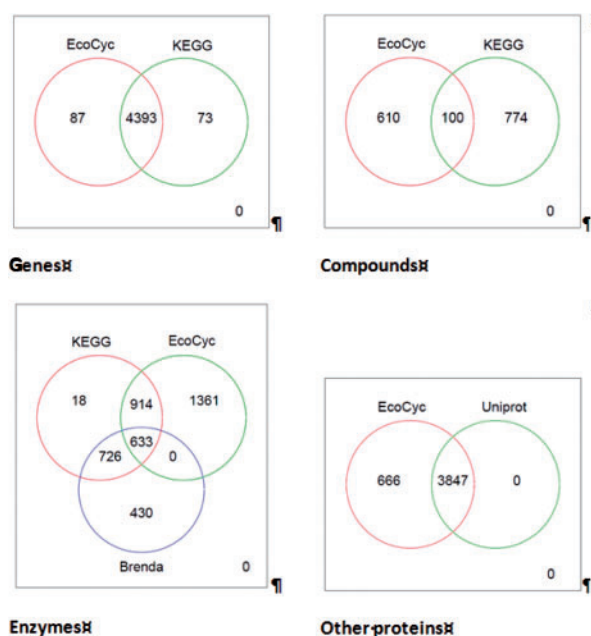 EcoCyc KEGG
87 4393 73
0 ¶
Genes¤
EcoCyc KEGG
610 100 774
0 ¶
Compounds¤
KEGG EcoCyc
18 914 1361
633
726 0
430
Brenda 0 ¶
Enzymes¤
EcoCyc Uniprot
666 3847 0
0 ¶
Other·proteins¤